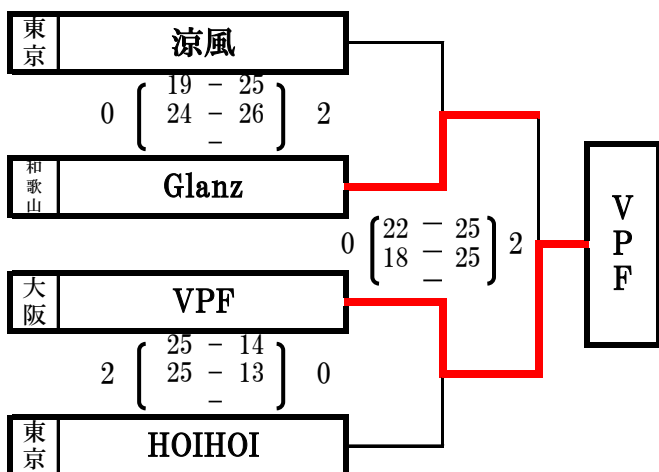 東京 涼風
0 19 - 25 2
24 - 26
-
和歌山 Glanz
0 22 - 25 2
18 - 25
-
大阪 VPF
2 25 - 14 0
25 - 13
-
東京 HOIHOI
VPF